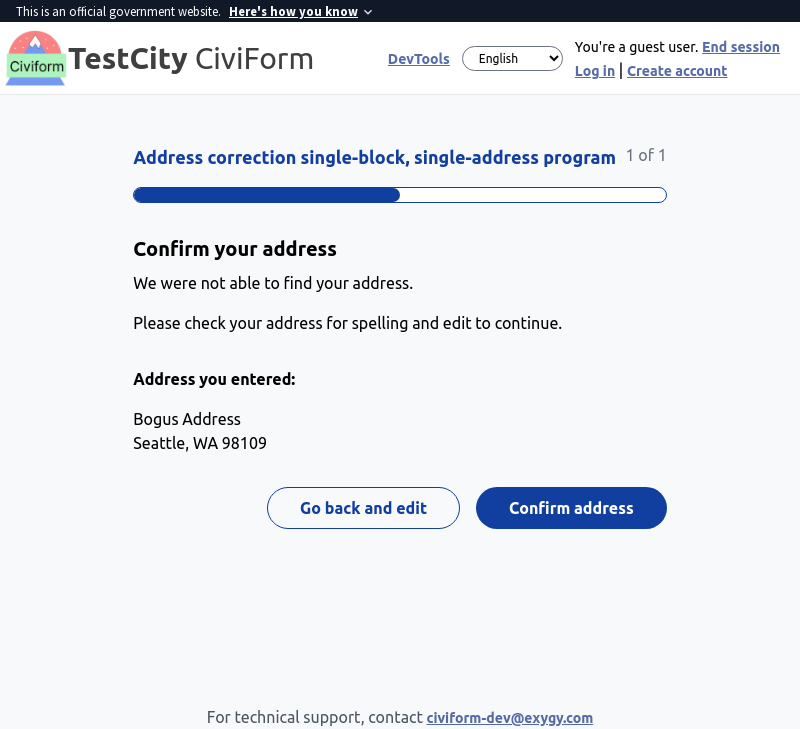 This is an official government website. Here's how you know
Civiform
TestCity CiviForm
DevTools
English
You're a guest user. End session
Log in | Create account
Address correction single-block, single-address program
1 of 1
Confirm your address
We were not able to find your address.
Please check your address for spelling and edit to continue.
Address you entered:
Bogus Address
Seattle, WA 98109
Go back and edit
Confirm address
For technical support, contact civiform-dev@exygy.com